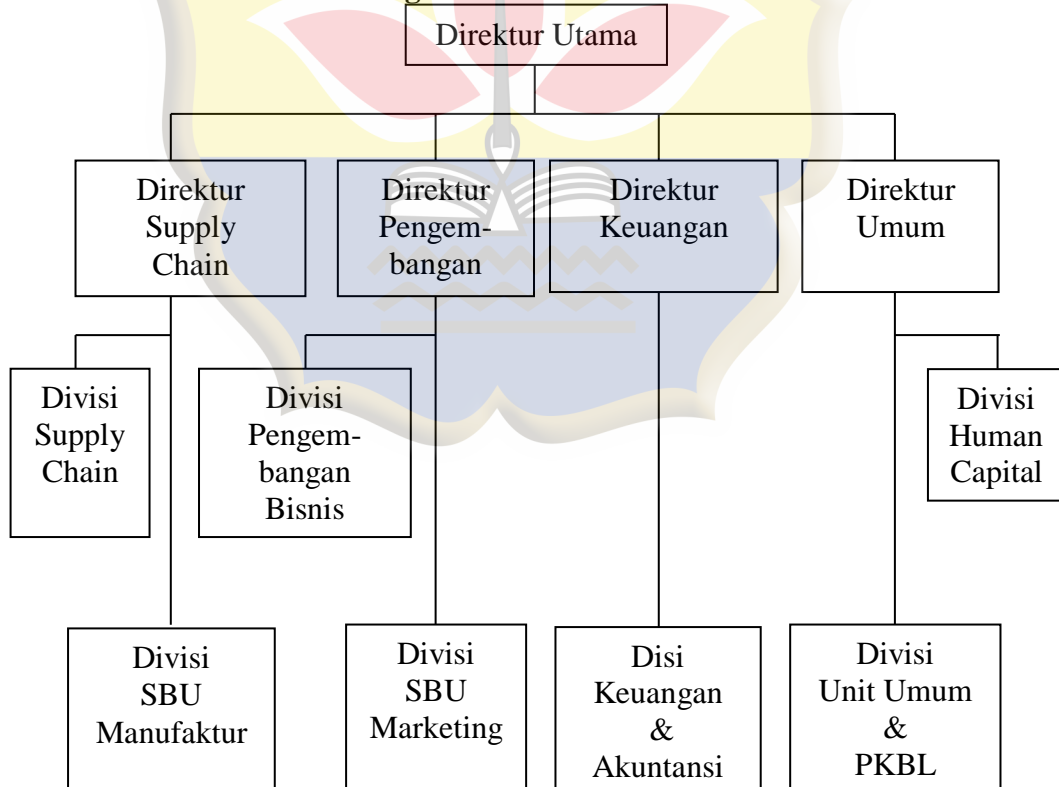 Direktur Utama
Direktur
Supply
Chain
Direktur
Pengem-
bangan
Direktur
Keuangan
Direktur
Umum
Divisi
Supply
Chain
Divisi
Pengem-
bangan
Bisnis
Divisi
Human
Capital
Divisi
SBU
Manufaktur
Divisi
SBU
Marketing
Disi
Keuangan
&
Akuntansi
Divisi
Unit Umum
&
PKBL